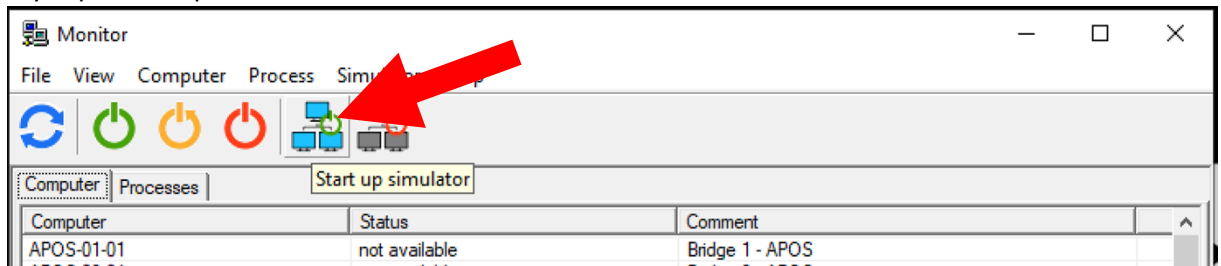 Monitor
File View Computer Process
Start up simulator
Computer Processes
Computer Status Comment
APOS-01-01 not available Bridge 1 - APOS